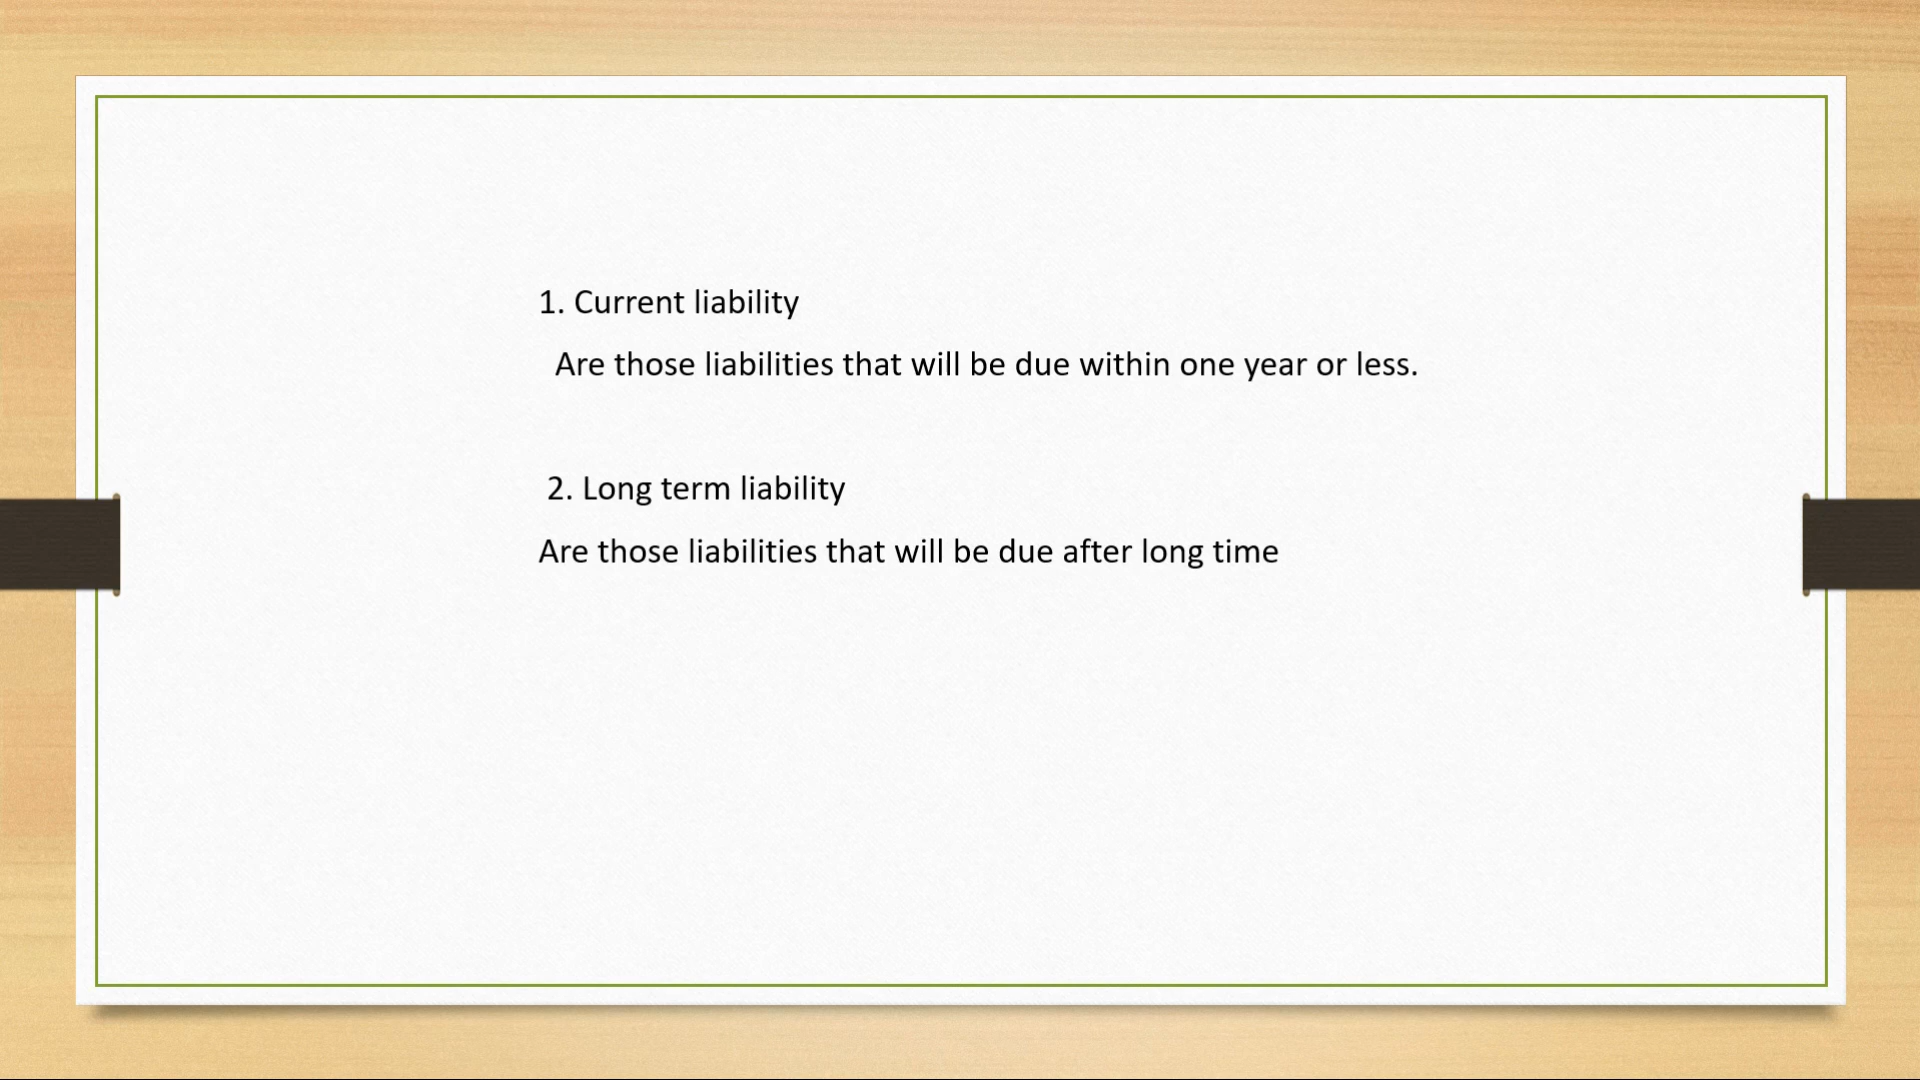 1. Current liability
Are those liabilities that will be due within one year or less.
2. Long term liability
Are those liabilities that will be due after long time